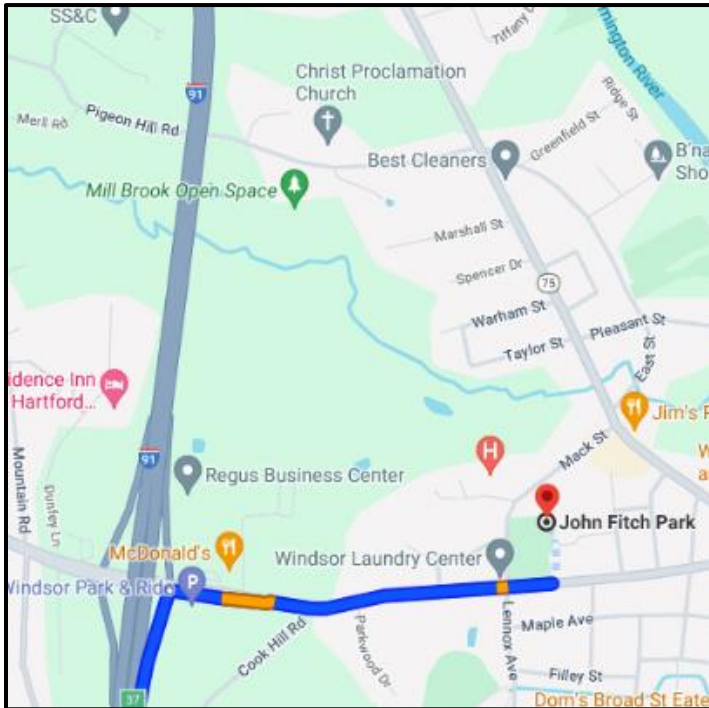 SS&C
91
Merll Rd
Pigeon Hill Rd
Christ Proclamation
Church
Tiffany
mington River
Ridge St
Greenfield St
Best Cleaners
B'na
Sho
Mill Brook Open Space
Marshall St
Spencer Dr
75
Warham St
Pleasant St
Taylor St
East St
idence Inn
Hartford...
Jim's P
W
a
Mack St
H
91
Mountain Rd
Dunfey Ln
Regus Business Center
John Fitch Park
McDonald's
Windsor Laundry Center
Windsor Park & Ride
P
Cook Hill Rd
Parkwood Dr
Lennox Ave
Maple Ave
Filley St
37
Dom's Broad St Eate